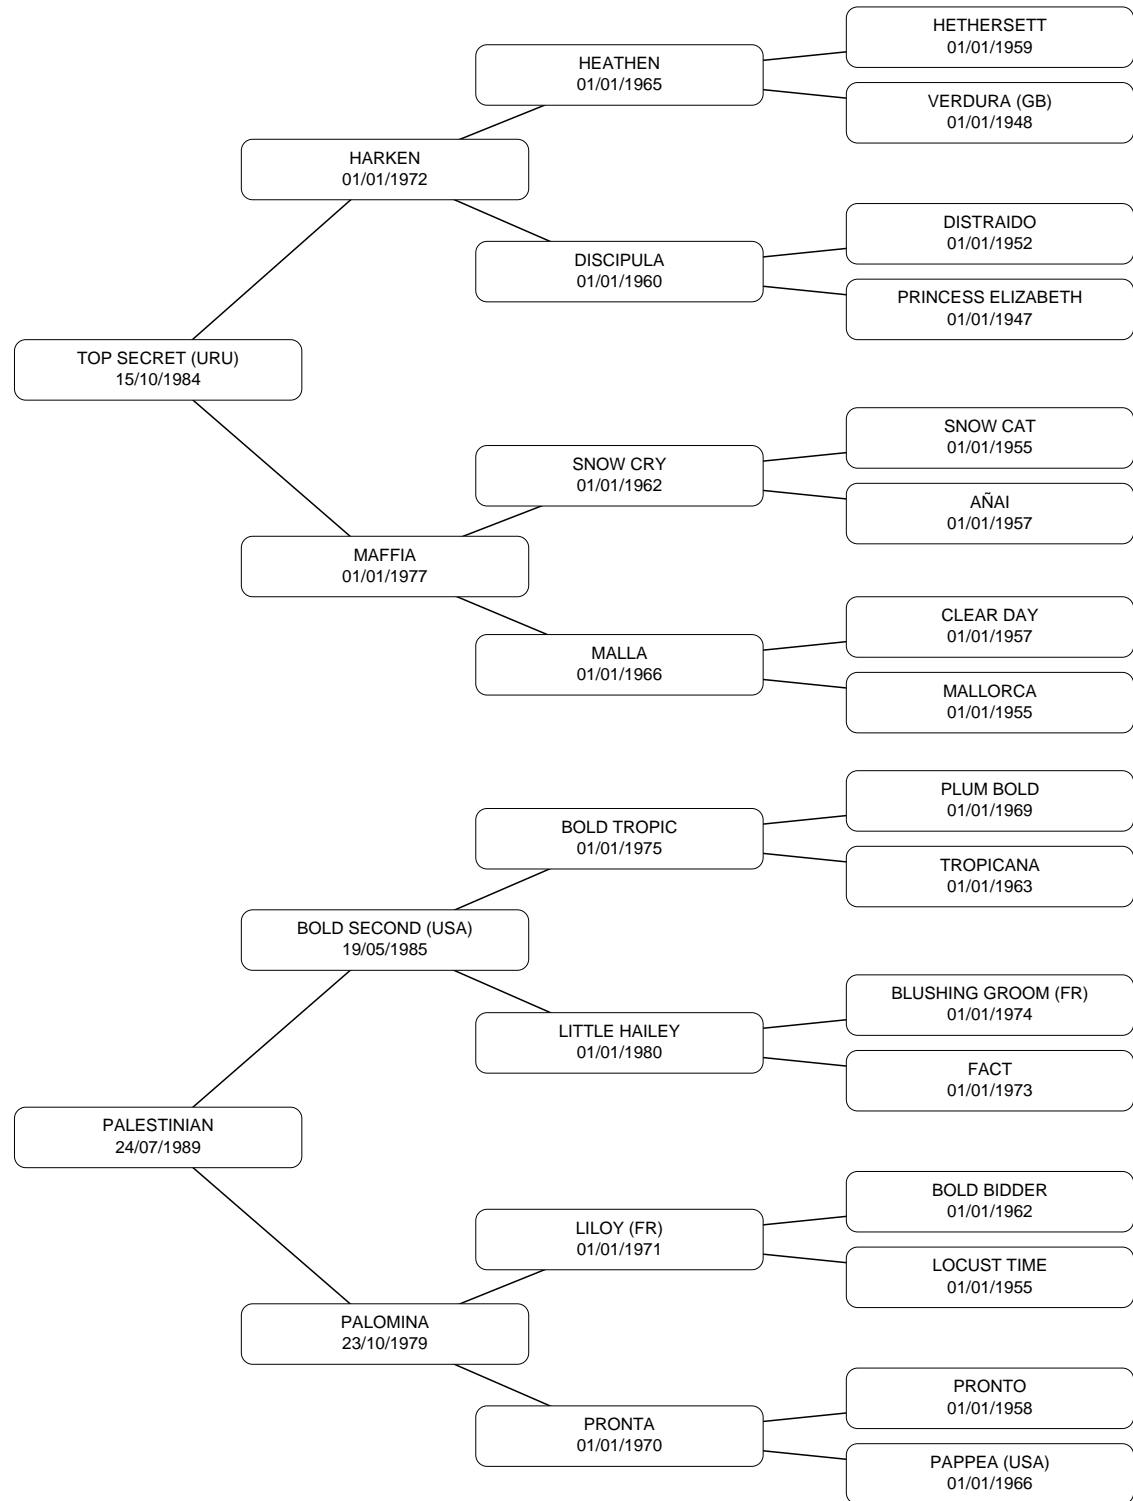 HETHERSETT
01/01/1959
HEATHEN
01/01/1965
VERDURA (GB)
01/01/1948
HARKEN
01/01/1972
DISTRAIDO
01/01/1952
DISCIPULA
01/01/1960
PRINCESS ELIZABETH
01/01/1947
TOP SECRET (URU)
15/10/1984
SNOW CAT
01/01/1955
SNOW CRY
01/01/1962
AÑAI
01/01/1957
MAFFIA
01/01/1977
CLEAR DAY
01/01/1957
MALLA
01/01/1966
MALLORCA
01/01/1955
PLUM BOLD
01/01/1969
BOLD TROPIC
01/01/1975
TROPICANA
01/01/1963
BOLD SECOND (USA)
19/05/1985
BLUSHING GROOM (FR)
01/01/1974
LITTLE HAILEY
01/01/1980
FACT
01/01/1973
PALESTINIAN
24/07/1989
BOLD BIDDER
01/01/1962
LILOY (FR)
01/01/1971
LOCUST TIME
01/01/1955
PALOMINA
23/10/1979
PRONTO
01/01/1958
PRONTA
01/01/1970
PAPPEA (USA)
01/01/1966